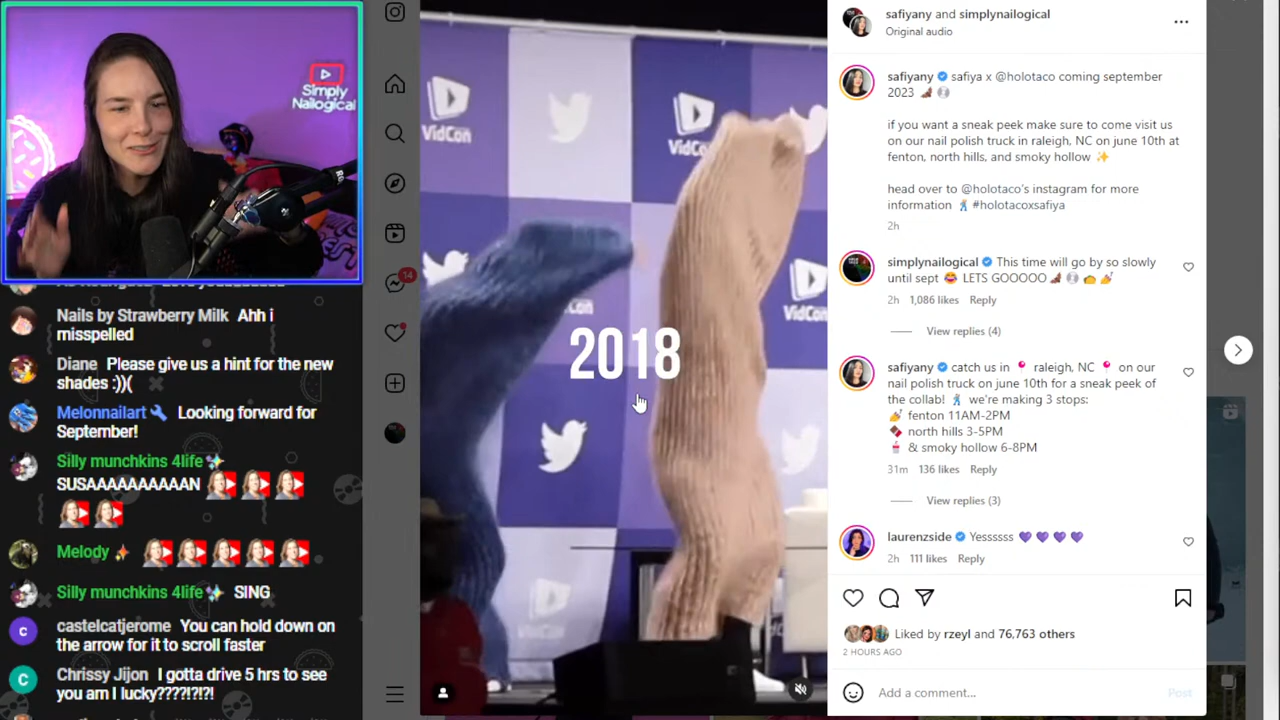 Simply
Nailogical
Nails by Strawberry Milk Ahh i
misspelled
Diane Please give us a hint for the new
shades :))(
Melonnailart Looking forward for
September!
Silly munchkins 4life
SUSAAAAAAAAAN
Melody
Silly munchkins 4life SING
castelcatjerome You can hold down on
the arrow for it to scroll faster
Chrissy Jijon I gotta drive 5 hrs to see
you am I lucky????!?!?!
14
VidCon
VidCon
2018
safiyany and simplynailogical
Original audio
safiyany safiya x @holotaco coming september
2023
if you want a sneak peek make sure to come visit us
on our nail polish truck in raleigh, NC on june 10th at
fenton, north hills, and smoky hollow
head over to @holotaco's instagram for more
information #holotacoxsafiya
2h
simplynailogical This time will go by so slowly
until sept LETS GOOOOO
2h 1,086 likes Reply
View replies (4)
safiyany catch us in raleigh, NC on our
nail polish truck on june 10th for a sneak peek of
the collab! we're making 3 stops:
fenton 11AM-2PM
north hills 3-5PM
& smoky hollow 6-8PM
31m 136 likes Reply
View replies (3)
laurenzside Yesssss
2h 111 likes Reply
Liked by rzeyl and 76,763 others
2 HOURS AGO
Add a comment...
Post